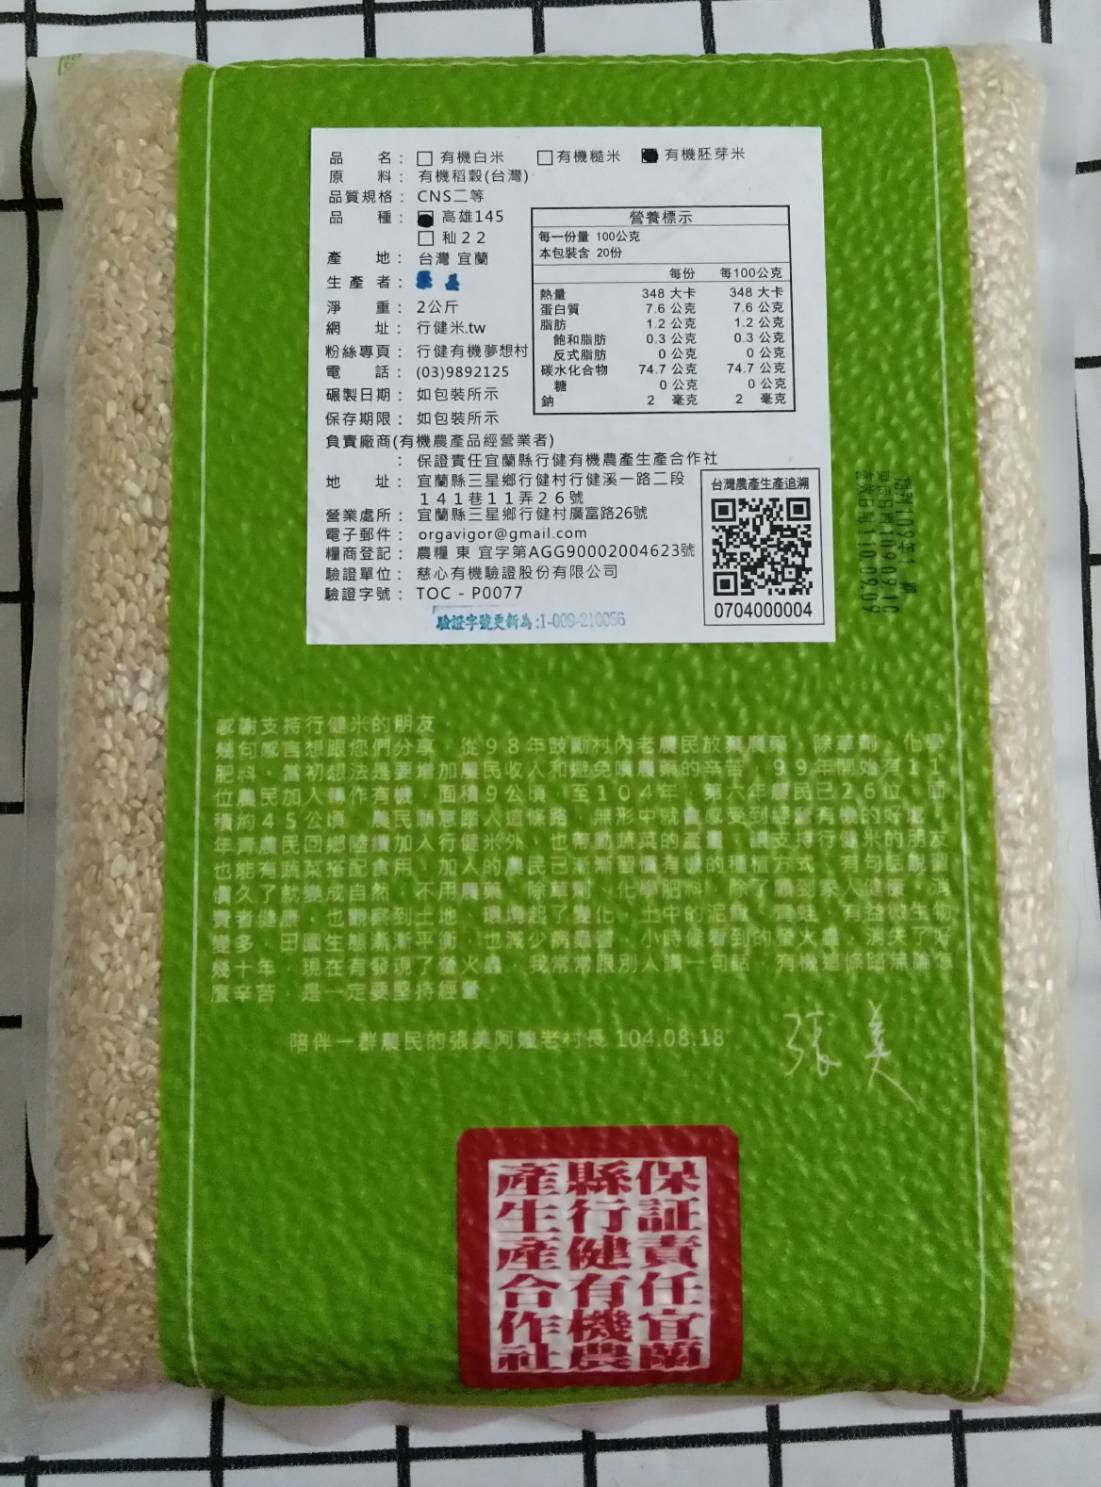 品 名： □ 有機白米 □有機糙米 ■ 有機胚芽米
原 料： 有機稻穀(台灣)
品質規格： CNS二等
品 種： ■ 高雄145
□ 秈22
產 地： 台灣 宜蘭
生產者： 張美
淨 重： 2公斤
網 址： 行健米.tw
粉絲專頁： 行健有機夢想村
電 話： (03)9892125
碾製日期： 如包裝所示
保存期限： 如包裝所示
營養標示
每一份量 100公克
本包裝含 20份
每份 每100公克
熱量 348 大卡 348 大卡
蛋白質 7.6 公克 7.6 公克
脂肪 1.2 公克 1.2 公克
飽和脂肪 0.3 公克 0.3 公克
反式脂肪 0 公克 0 公克
碳水化合物 74.7 公克 74.7 公克
糖 0 公克 0 公克
鈉 2 毫克 2 毫克
負責廠商(有機農產品經營業者)
： 保證責任宜蘭縣行健有機農產生產合作社
地 址： 宜蘭縣三星鄉行健村行健溪一路二段
141巷11弄26號
營業處所： 宜蘭縣三星鄉行健村廣富路26號
電子郵件： orgavigor@gmail.com
糧商登記： 農糧 東 宜字第AGG90002004623號
驗證單位： 慈心有機驗證股份有限公司
驗證字號： TOC - P0077
驗証字號更新為:1-009-210056
台灣農產生產追溯
0704000004
感謝支持行健米的朋友，
幾句感言想跟您們分享，從98年鼓勵村內老農民放棄農藥、除草劑、化學
肥料，當初想法是要增加農民收入和避免噴農藥的辛苦，99年開始有11
位農民加入轉作有機，面積9公頃，至104年，第六年農民已26位，面
積約45公頃，農民願意踏入這條路，無形中就會感受到
年青農民回鄉陸續加入行健米外，也帶動蔬菜的產量，讓支持行健米的朋友
也能有蔬菜搭配食用，加入的農民已漸漸習慣有機的種植方式，有句
慣久了就變成自然，不用農藥、除草劑、化學肥料，除了
費者健康，也觀察到土地、環境起了變化，土中的泥鰍、青蛙、有益微生物
變多，田園生態漸漸平衡，也減少病蟲害，小時候看到的螢火蟲，消失了好
幾十年，現在有發現了螢火蟲，我常常跟別人講一句話，有機這條路無論怎
麼辛苦，是一定要堅持經營。
陪伴一群農民的張美阿嬤老村長 104.08.18
張美
保証責任宜蘭
縣行健有機農
產生產合作社